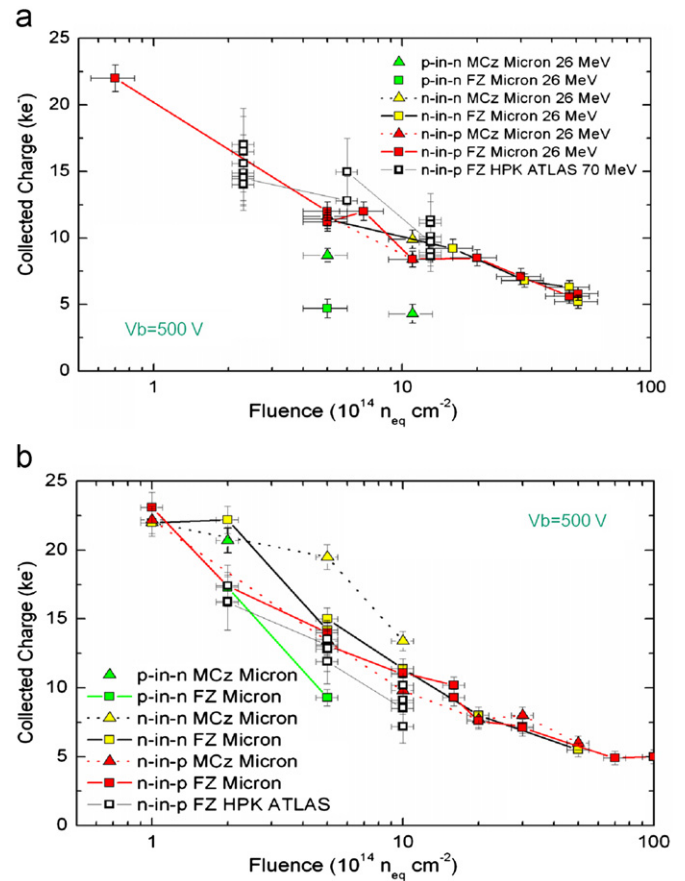 a
25
20
15
10
5
0
Collected Charge (ke⁻)
p-in-n MCz Micron 26 MeV
p-in-n FZ Micron 26 MeV
n-in-n MCz Micron 26 MeV
n-in-n FZ Micron 26 MeV
n-in-p MCz Micron 26 MeV
n-in-p FZ Micron 26 MeV
n-in-p FZ HPK ATLAS 70 MeV
Vb=500 V
1 10 100
Fluence (10¹⁴ n_eq cm⁻²)
b
25
20
15
10
5
0
Collected Charge (ke⁻)
Vb=500 V
p-in-n MCz Micron
p-in-n FZ Micron
n-in-n MCz Micron
n-in-n FZ Micron
n-in-p MCz Micron
n-in-p FZ Micron
n-in-p FZ HPK ATLAS
1 10 100
Fluence (10¹⁴ n_eq cm⁻²)